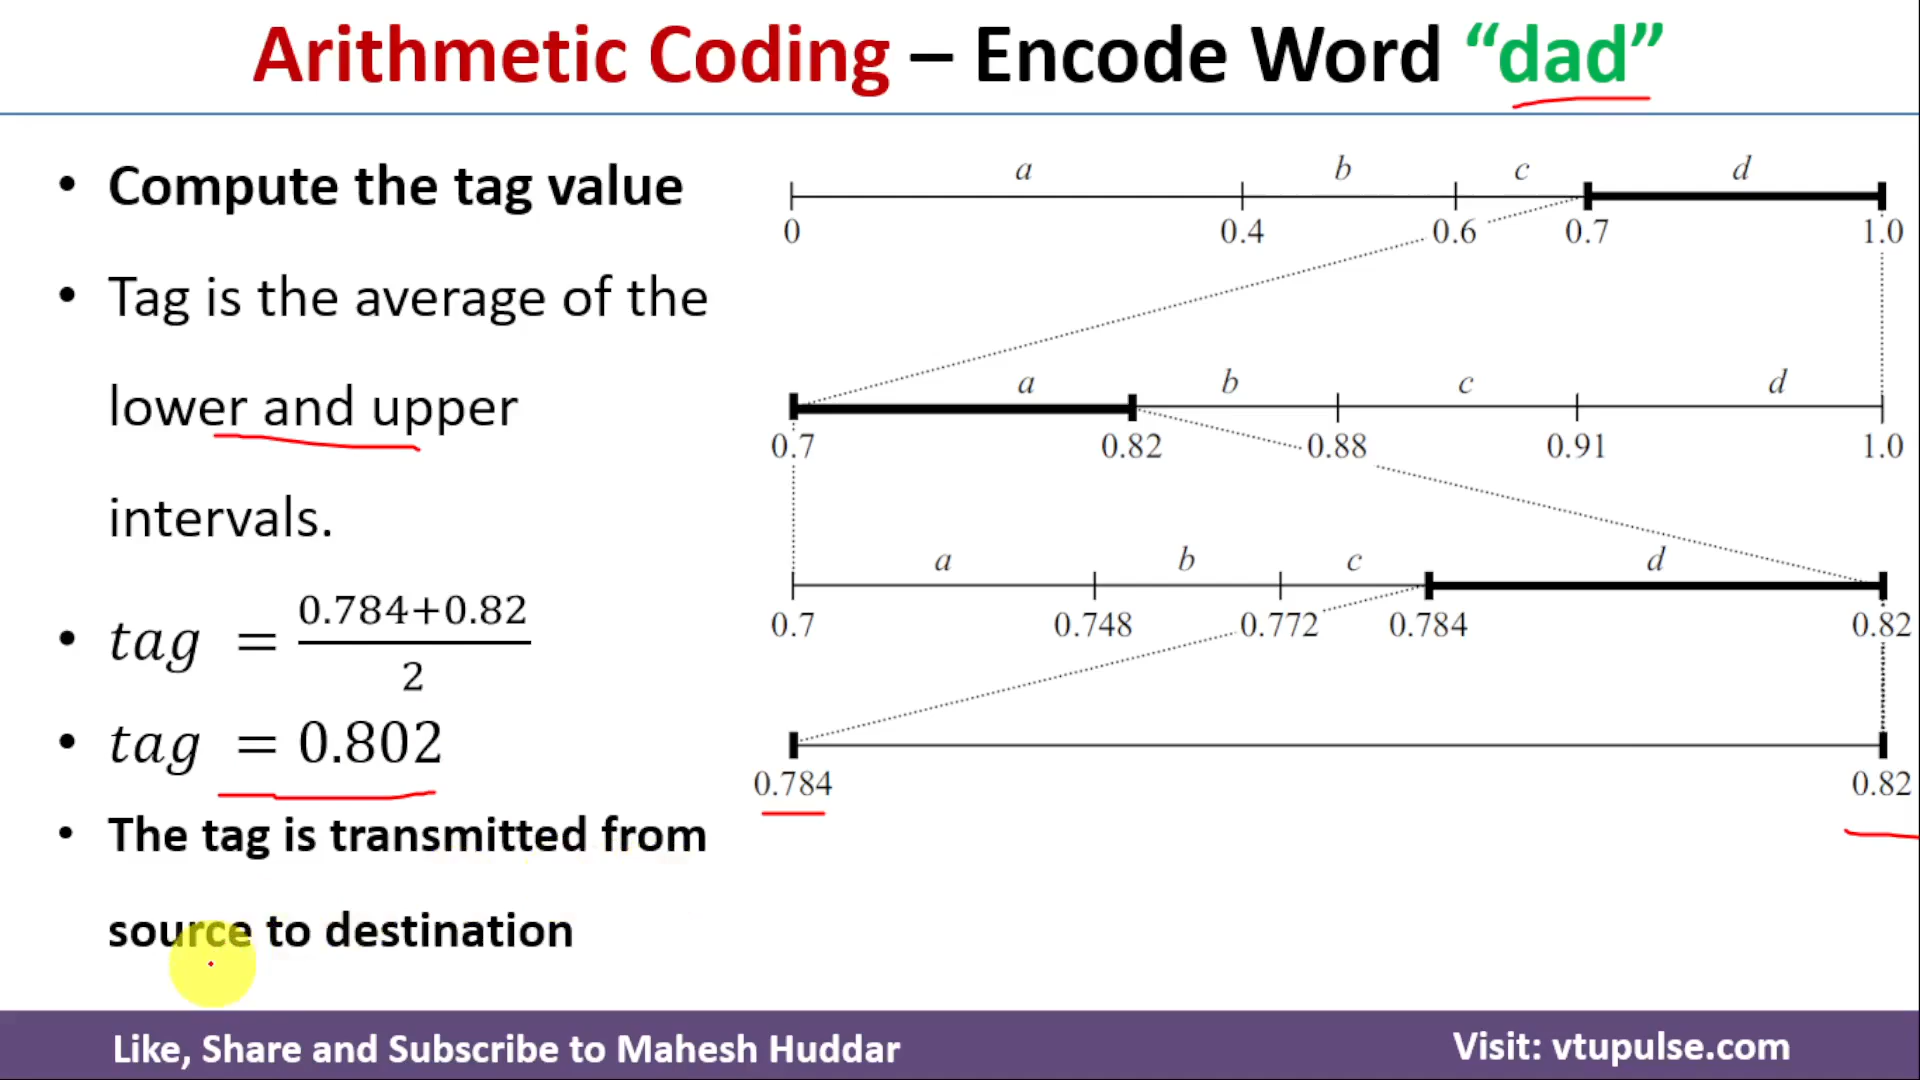 Arithmetic Coding – Encode Word “dad”
• Compute the tag value
• Tag is the average of the
lower and upper
intervals.
• tag = (0.784+0.82)/2
• tag = 0.802
• The tag is transmitted from
source to destination
a b c d
0 0.4 0.6 0.7 1.0
a b c d
0.7 0.82 0.88 0.91 1.0
a b c d
0.7 0.748 0.772 0.784 0.82
0.784 0.82
Like, Share and Subscribe to Mahesh Huddar
Visit: vtupulse.com